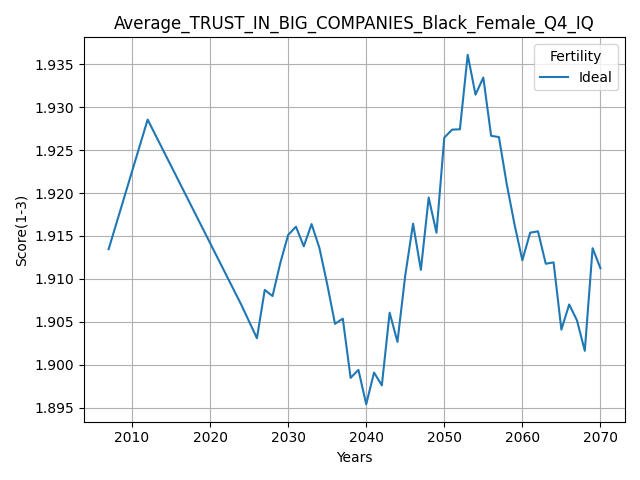 Average_TRUST_IN_BIG_COMPANIES_Black_Female_Q4_IQ
Fertility
Ideal
Score(1-3)
1.935
1.930
1.925
1.920
1.915
1.910
1.905
1.900
1.895
2010 2020 2030 2040 2050 2060 2070
Years